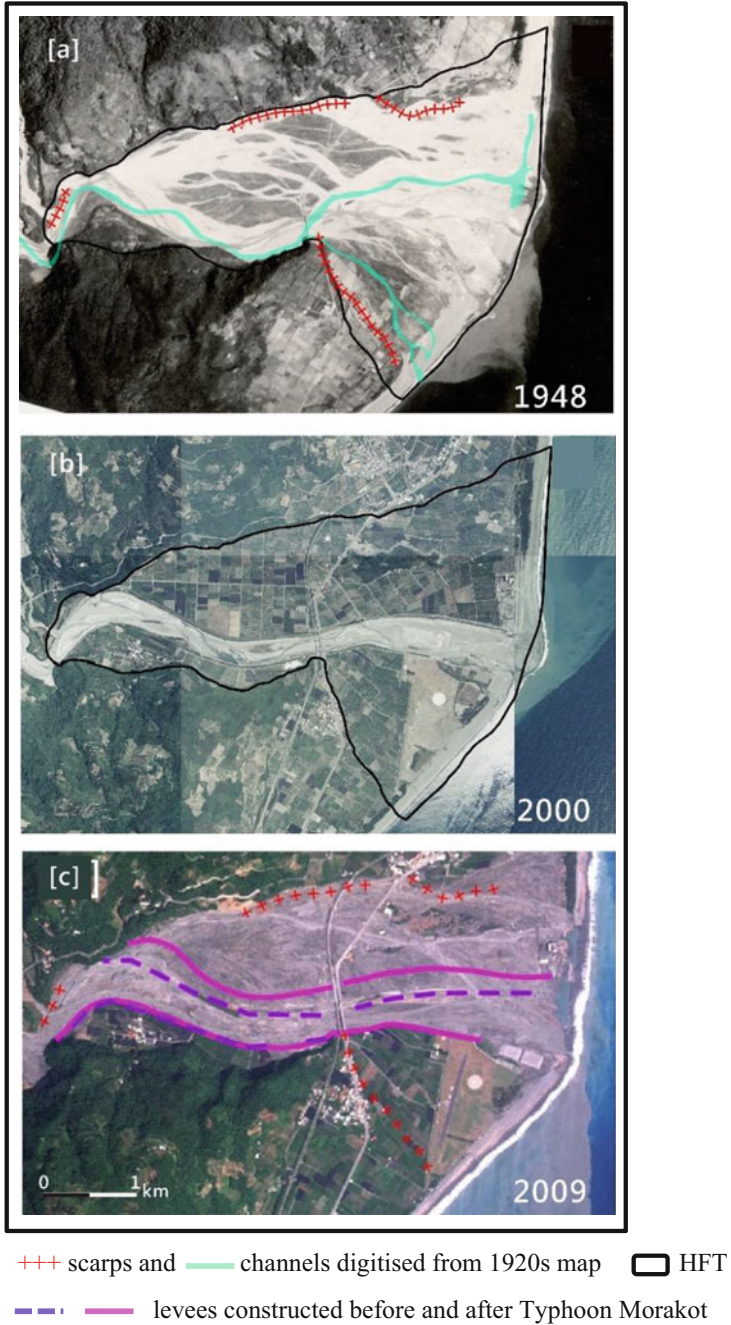 [a]
1948
[b]
2000
[c]
0 1 km
2009
+++ scarps and channels digitised from 1920s map HFT
levees constructed before and after Typhoon Morakot